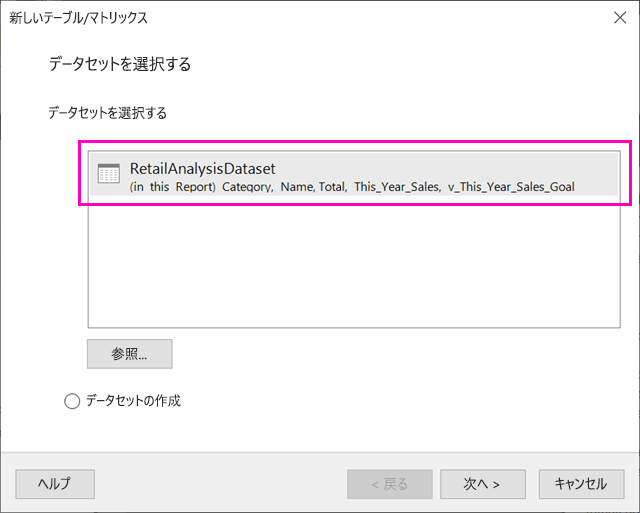 新しいテーブル/マトリックス
データセットを選択する
データセットを選択する
RetailAnalysisDataset
(in this Report) Category, Name, Total, This_Year_Sales, v_This_Year_Sales_Goal
参照...
データセットの作成
ヘルプ
< 戻る
次へ >
キャンセル